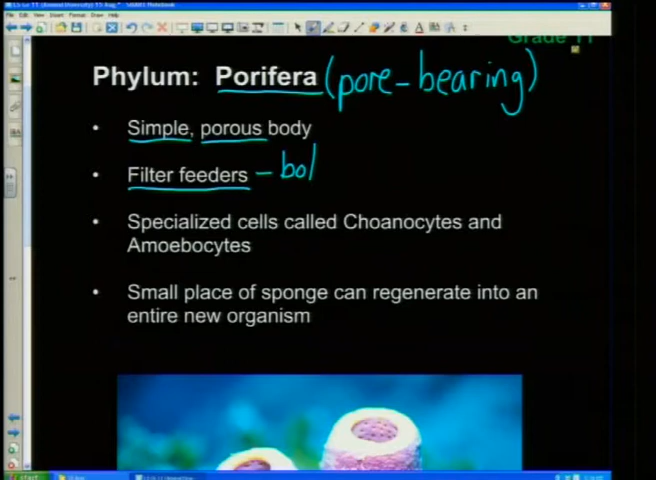 Grade 11
Phylum: Porifera (pore-bearing)
• Simple, porous body
• Filter feeders - bol
• Specialized cells called Choanocytes and
Amoebocytes
• Small place of sponge can regenerate into an
entire new organism
start